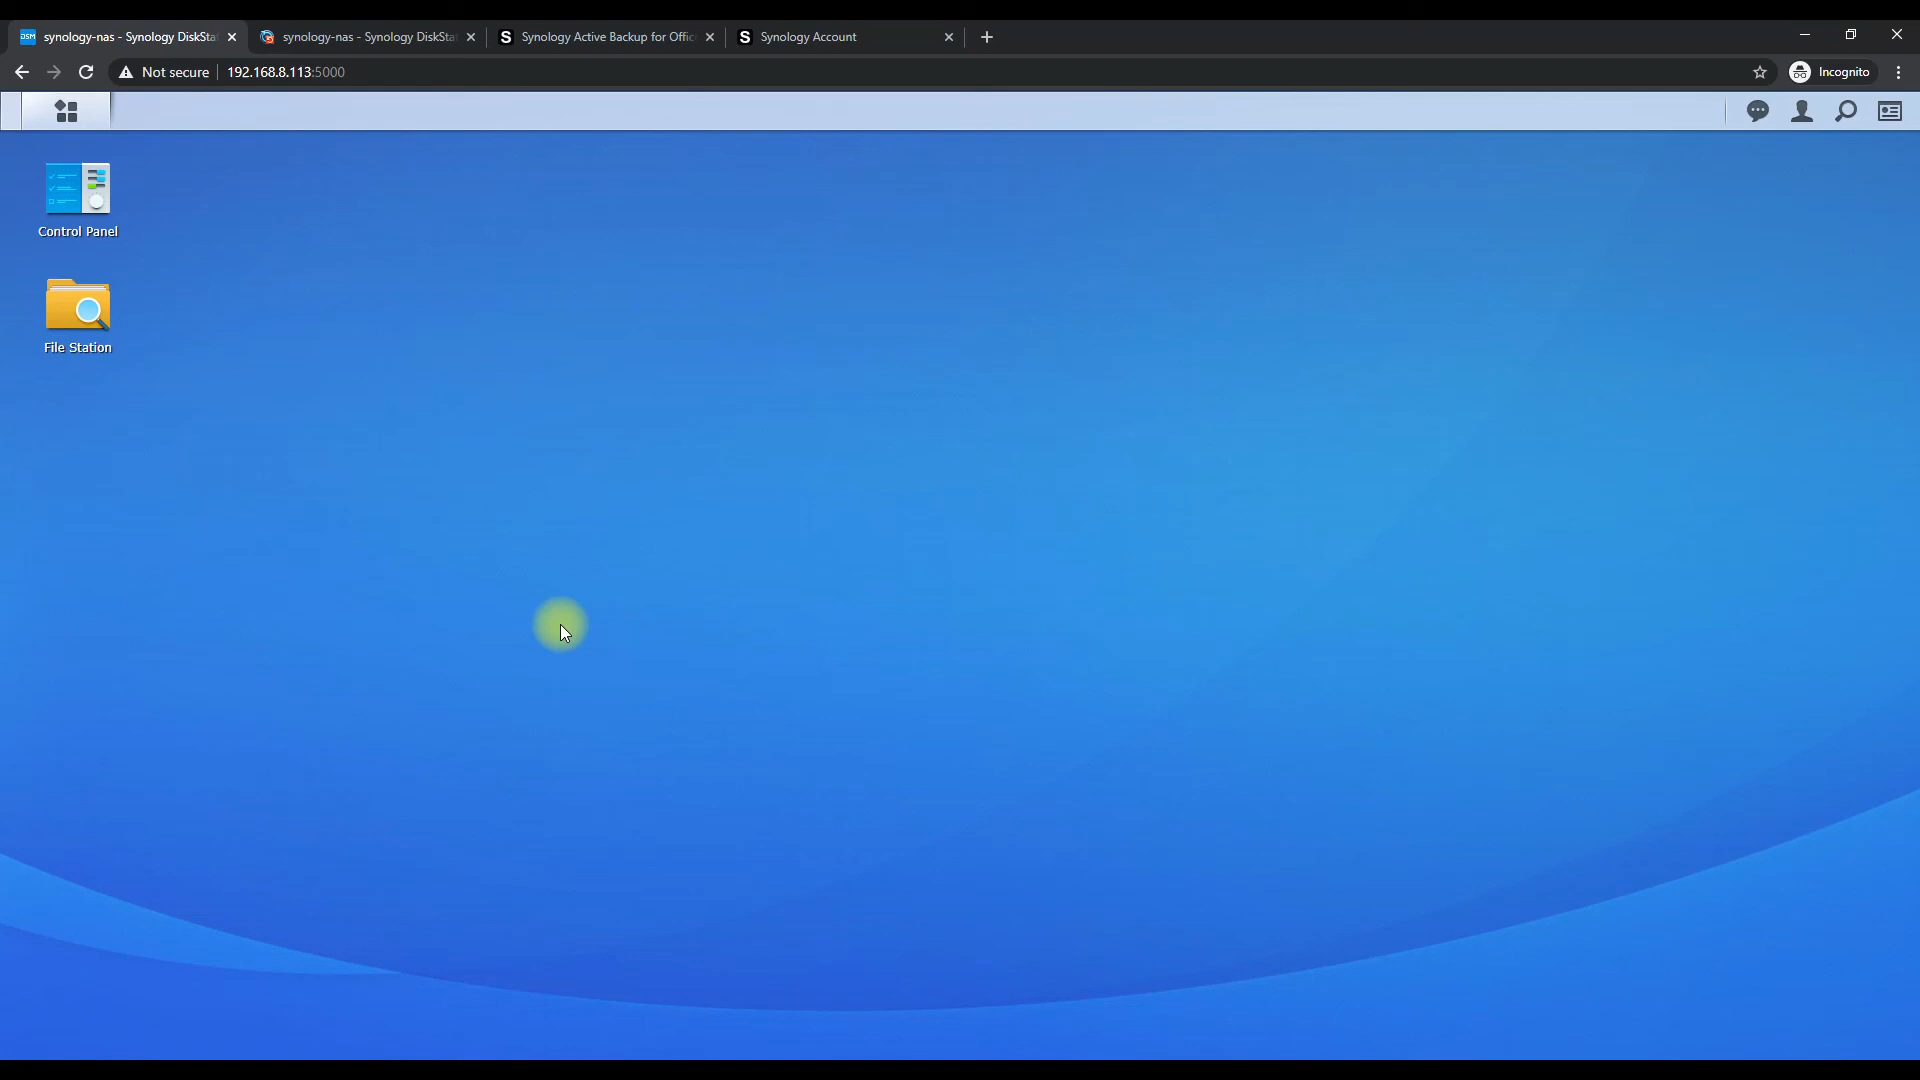 synology-nas - Synology DiskSta
synology-nas - Synology DiskSta
Synology Active Backup for Offic
Synology Account
Not secure
192.168.8.113:5000
Incognito
Control Panel
File Station